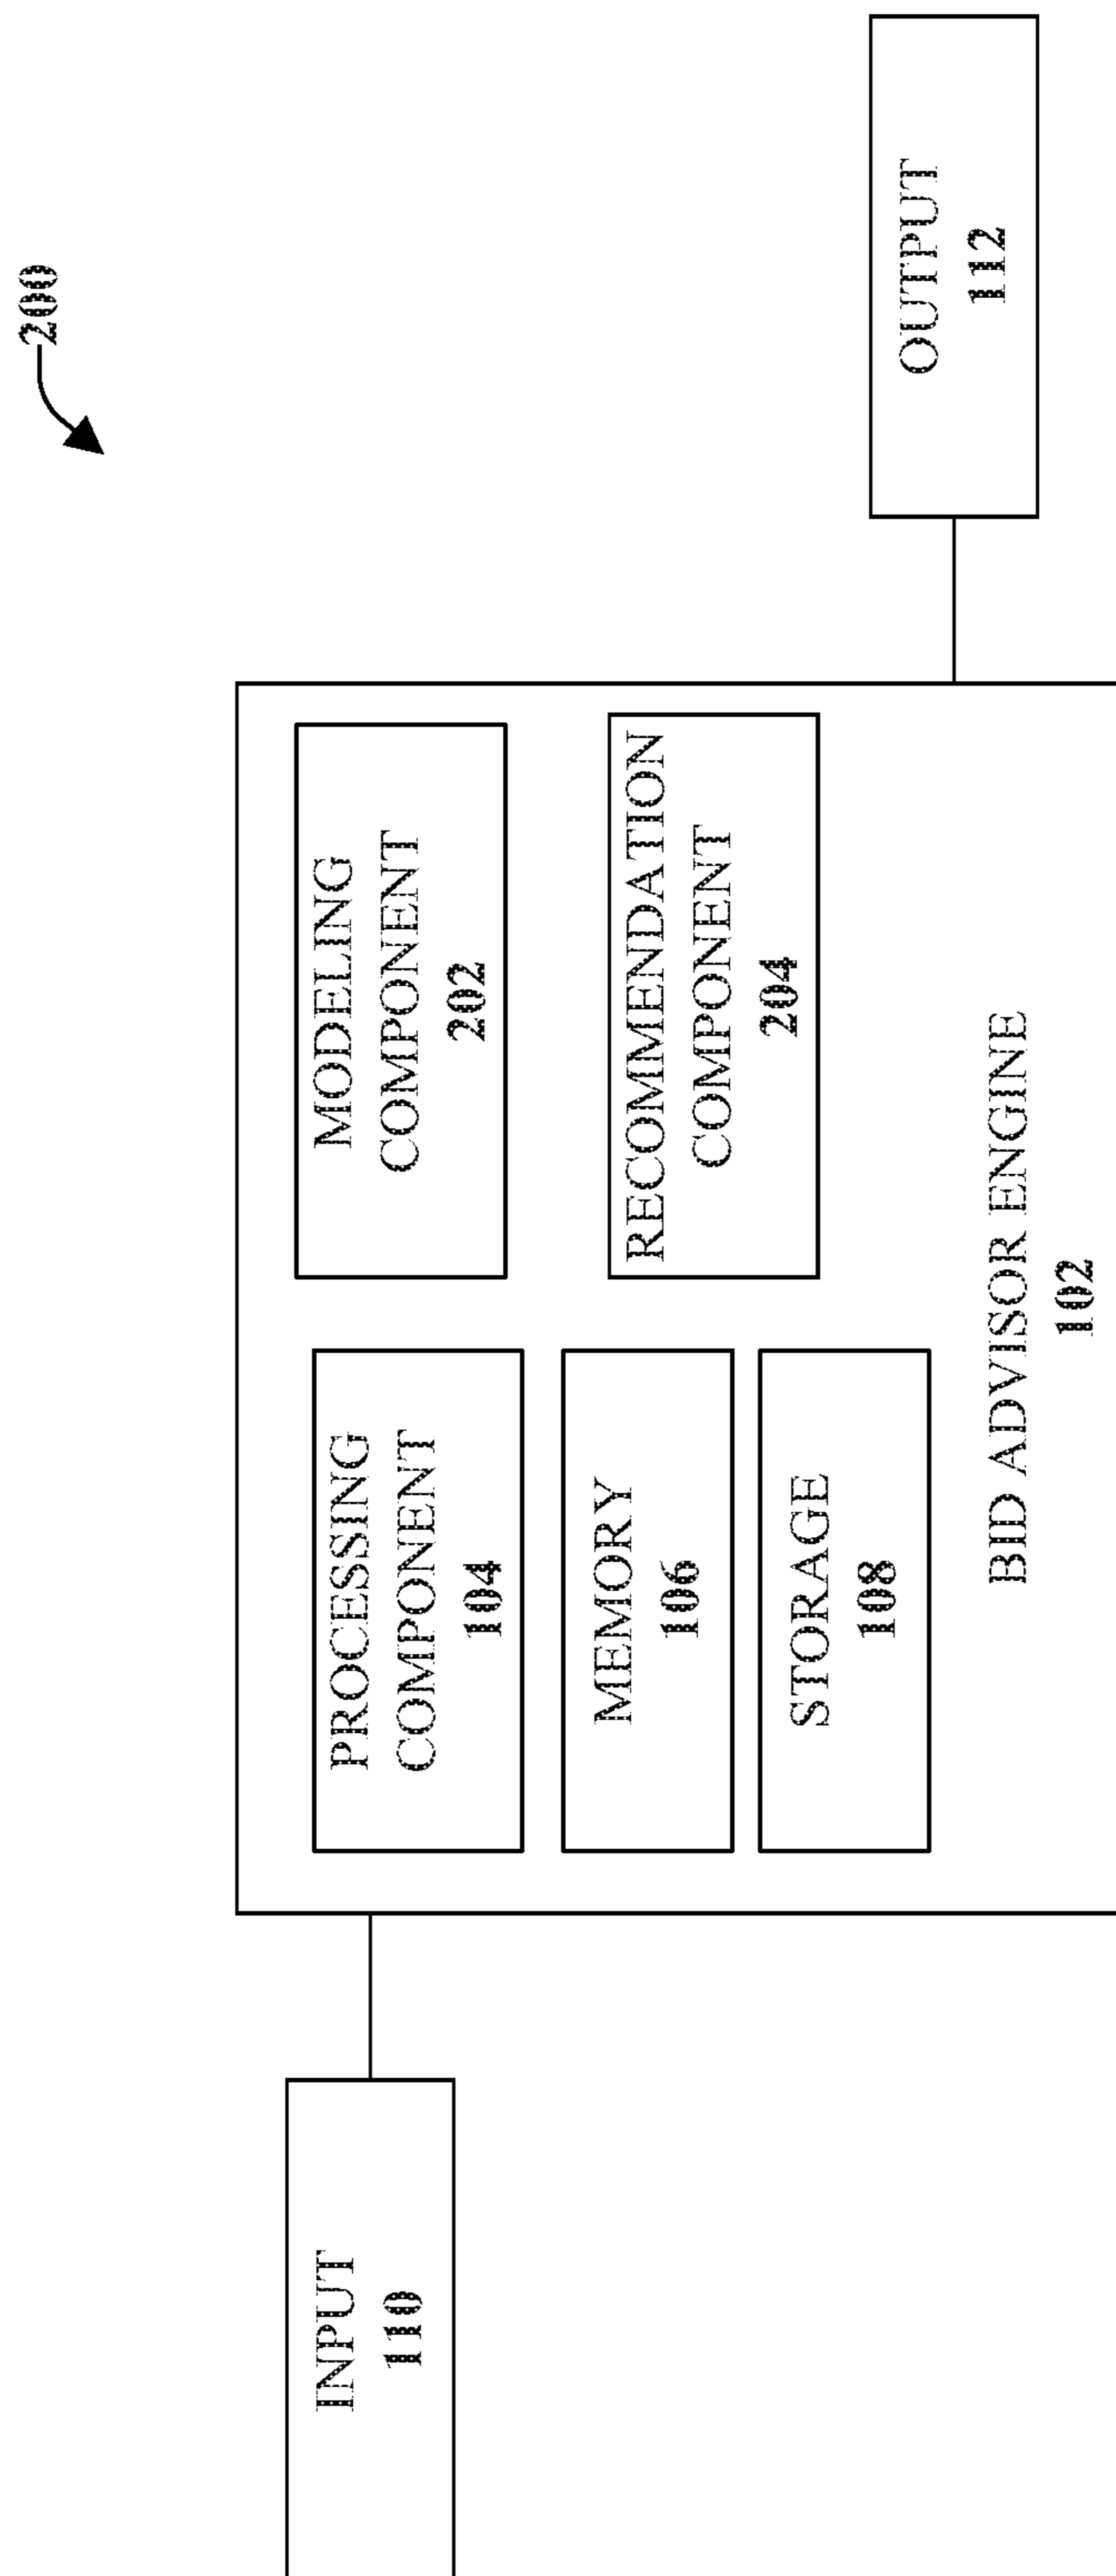 200
INPUT
110
PROCESSING
COMPONENT
104
MEMORY
106
STORAGE
108
MODELING
COMPONENT
202
RECOMMENDATION
COMPONENT
204
BID ADVISOR ENGINE
102
OUTPUT
112